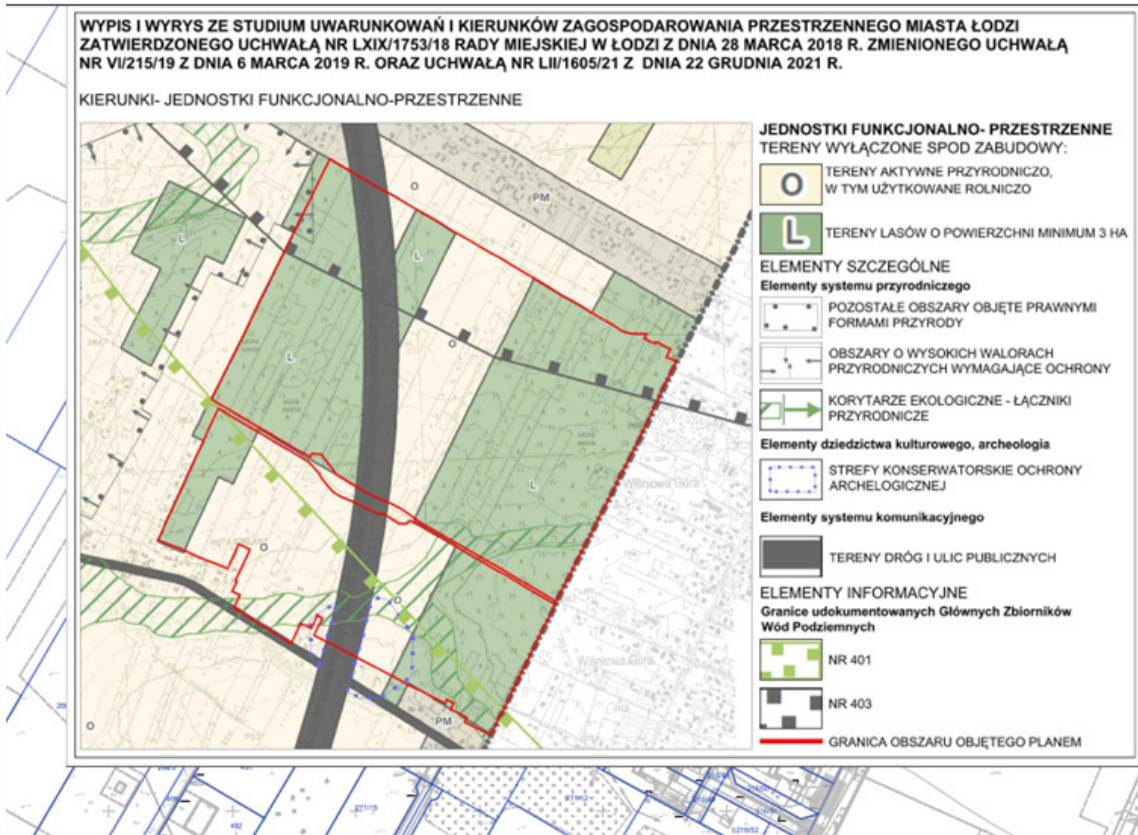 WYPIS I WYRYS ZE STUDIUM UWARUNKOWAŃ I KIERUNKÓW ZAGOSPODAROWANIA PRZESTRZENNEGO MIASTA ŁODZI
ZATWIERDZONEGO UCHWAŁĄ NR LXIX/1753/18 RADY MIEJSKIEJ W ŁODZI Z DNIA 28 MARCA 2018 R. ZMIENIONEGO UCHWAŁĄ
NR VI/215/19 Z DNIA 6 MARCA 2019 R. ORAZ UCHWAŁĄ NR LII/1605/21 Z DNIA 22 GRUDNIA 2021 R.
KIERUNKI- JEDNOSTKI FUNKCJONALNO-PRZESTRZENNE
O
PM
L
L
O
L
L
Wiśniowa Góra
O
O
Wiśniowa Góra
PM
O
JEDNOSTKI FUNKCJONALNO- PRZESTRZENNE
TERENY WYŁĄCZONE SPOD ZABUDOWY:
O
TERENY AKTYWNE PRZYRODNICZO,
W TYM UŻYTKOWANE ROLNICZO
L
TERENY LASÓW O POWIERZCHNI MINIMUM 3 HA
ELEMENTY SZCZEGÓLNE
Elementy systemu przyrodniczego
POZOSTAŁE OBSZARY OBJĘTE PRAWNYMI
FORMAMI PRZYRODY
OBSZARY O WYSOKICH WALORACH
PRZYRODNICZYCH WYMAGAJĄCE OCHRONY
KORYTARZE EKOLOGICZNE - ŁĄCZNIKI
PRZYRODNICZE
Elementy dziedzictwa kulturowego, archeologia
STREFY KONSERWATORSKIE OCHRONY
ARCHELOGICZNEJ
Elementy systemu komunikacyjnego
TERENY DRÓG I ULIC PUBLICZNYCH
ELEMENTY INFORMACYJNE
Granice udokumentowanych Głównych Zbiorników
Wód Podziemnych
NR 401
NR 403
GRANICA OBSZARU OBJĘTEGO PLANEM